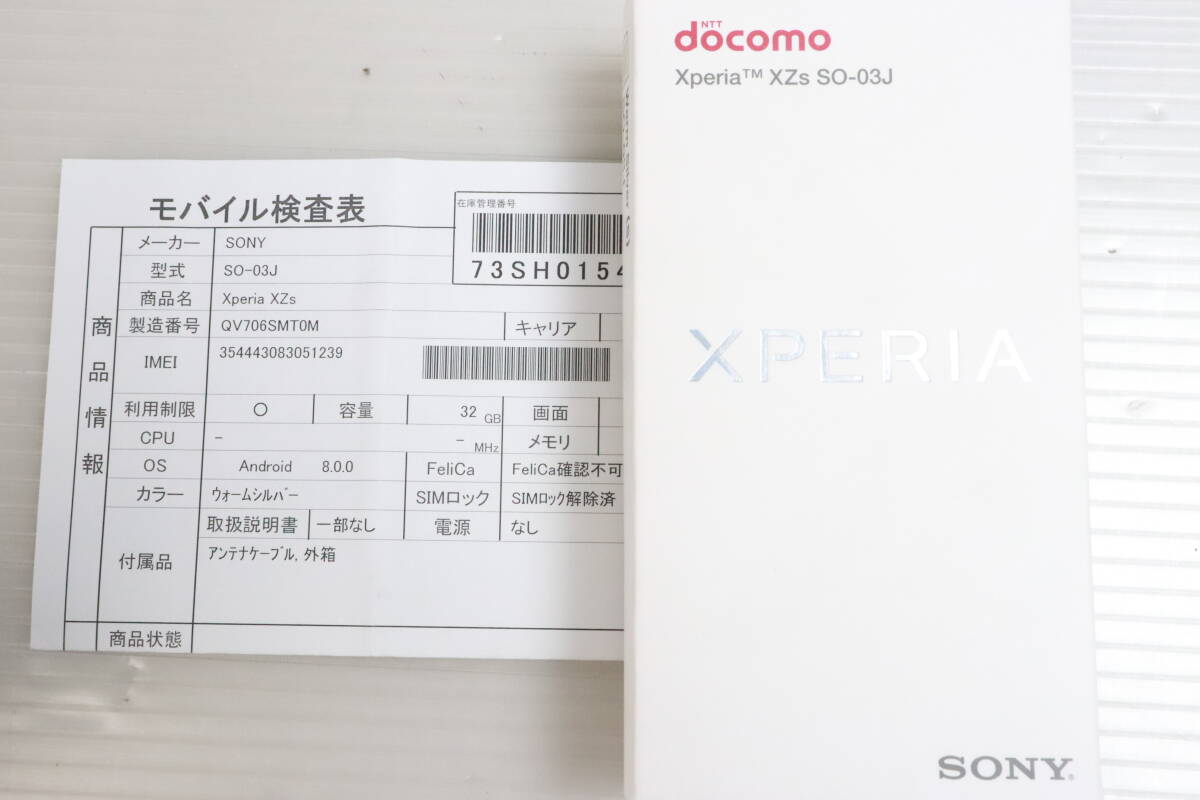 モバイル検査表
在庫管理番号
73SH0154
商品情報
メーカー SONY
型式 SO-03J
商品名 Xperia XZs
製造番号 QV706SMT0M キャリア
IMEI 354443083051239
利用制限 〇 容量 32 GB 画面
CPU - - MHz メモリ
OS Android 8.0.0 FeliCa FeliCa確認不可
カラー ウォームシルバー SIMロック SIMロック解除済
取扱説明書 一部なし 電源 なし
付属品 アンテナケーブル, 外箱
商品状態
NTT
docomo
Xperia™ XZs SO-03J
XPERIA
SONY